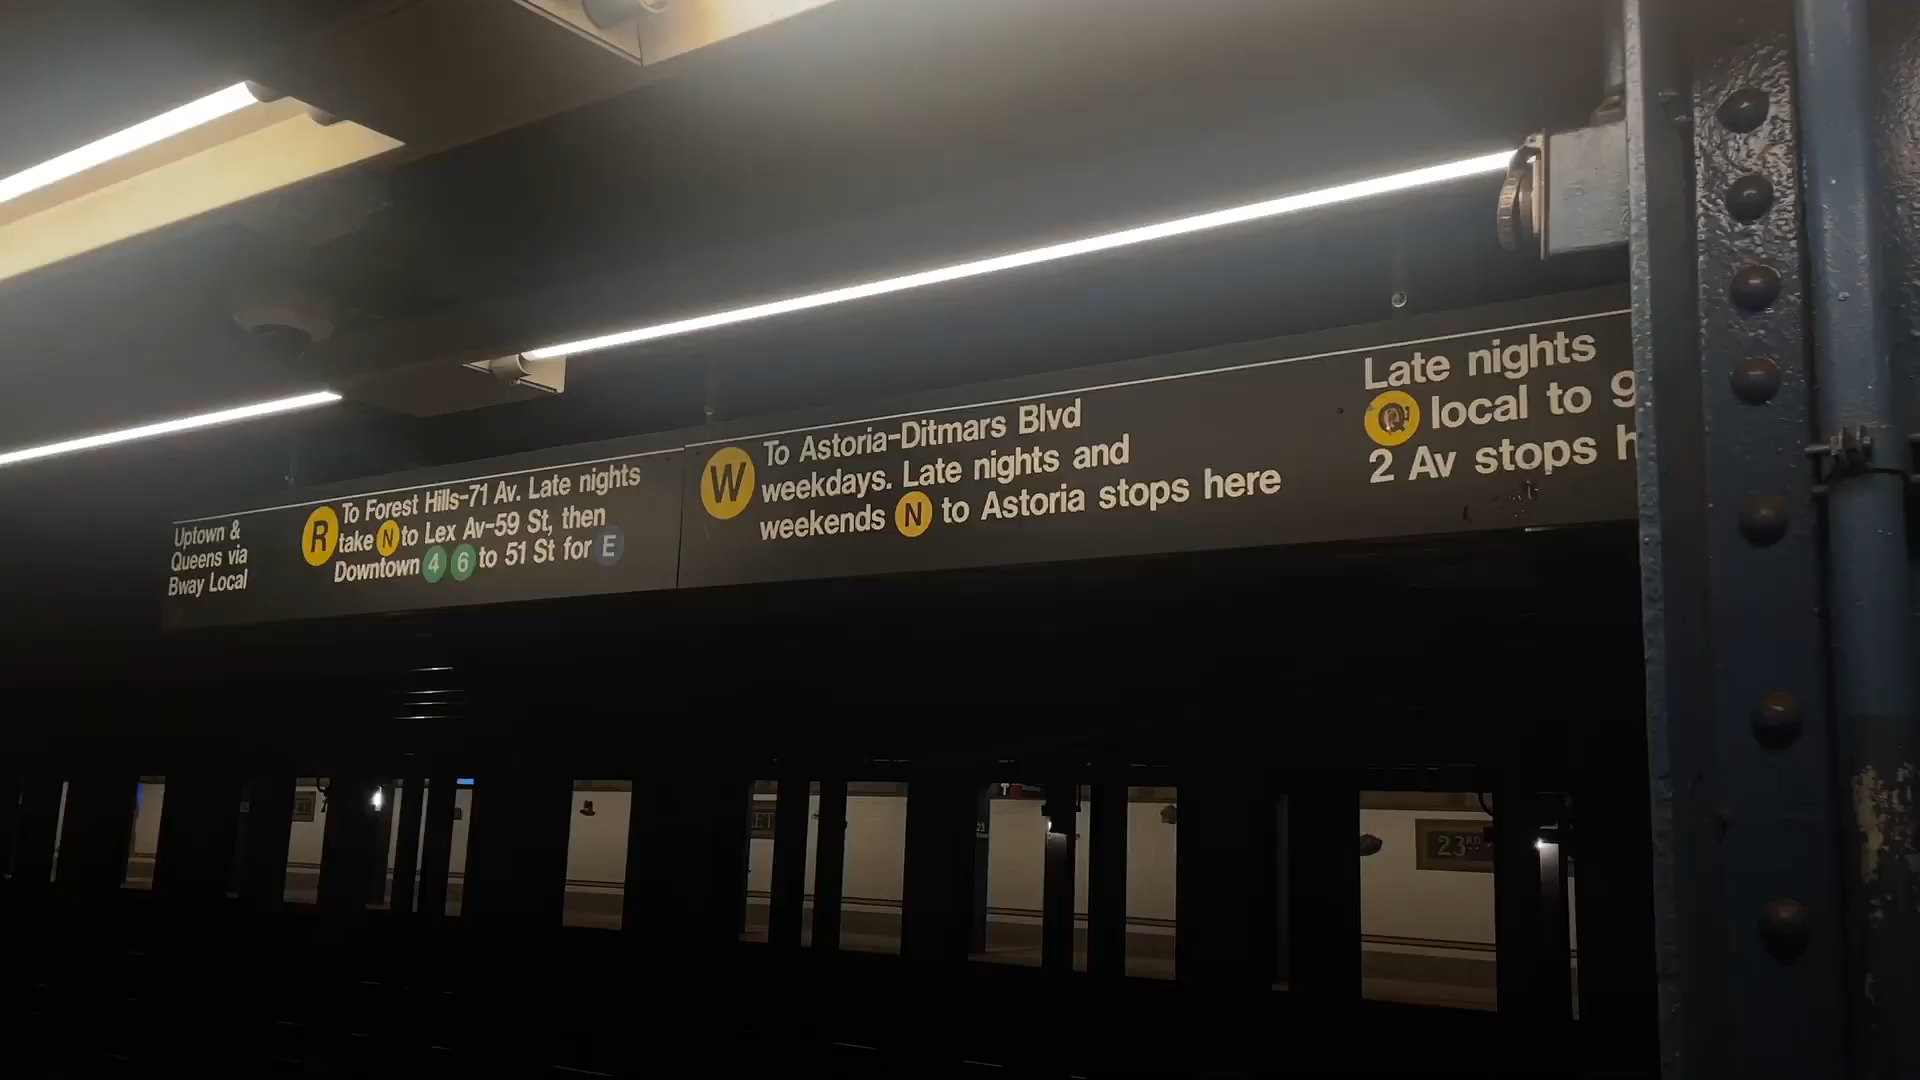 Uptown &
Queens via
Bway Local
R To Forest Hills-71 Av. Late nights
take N to Lex Av-59 St, then
Downtown 4 6 to 51 St for E
W To Astoria-Ditmars Blvd
weekdays. Late nights and
weekends N to Astoria stops here
Late nights
Q local to 9
2 Av stops h
23RD